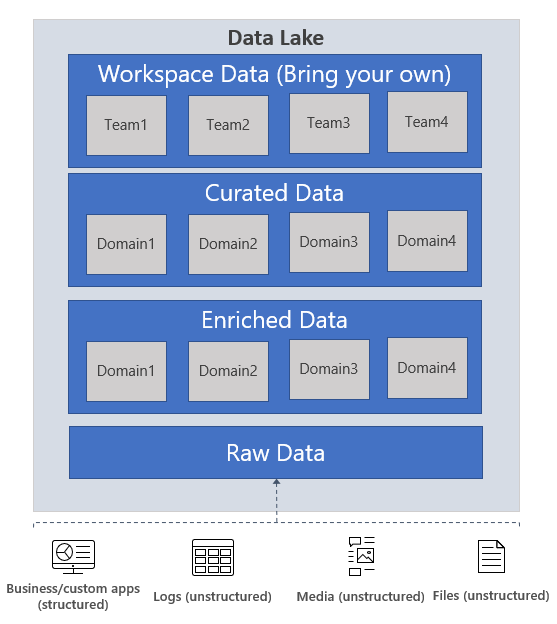 Data Lake
Workspace Data (Bring your own)
Team1
Team2
Team3
Team4
Curated Data
Domain1
Domain2
Domain3
Domain4
Enriched Data
Domain1
Domain2
Domain3
Domain4
Raw Data
Business/custom apps
(structured)
Logs (unstructured)
Media (unstructured)
Files (unstructured)